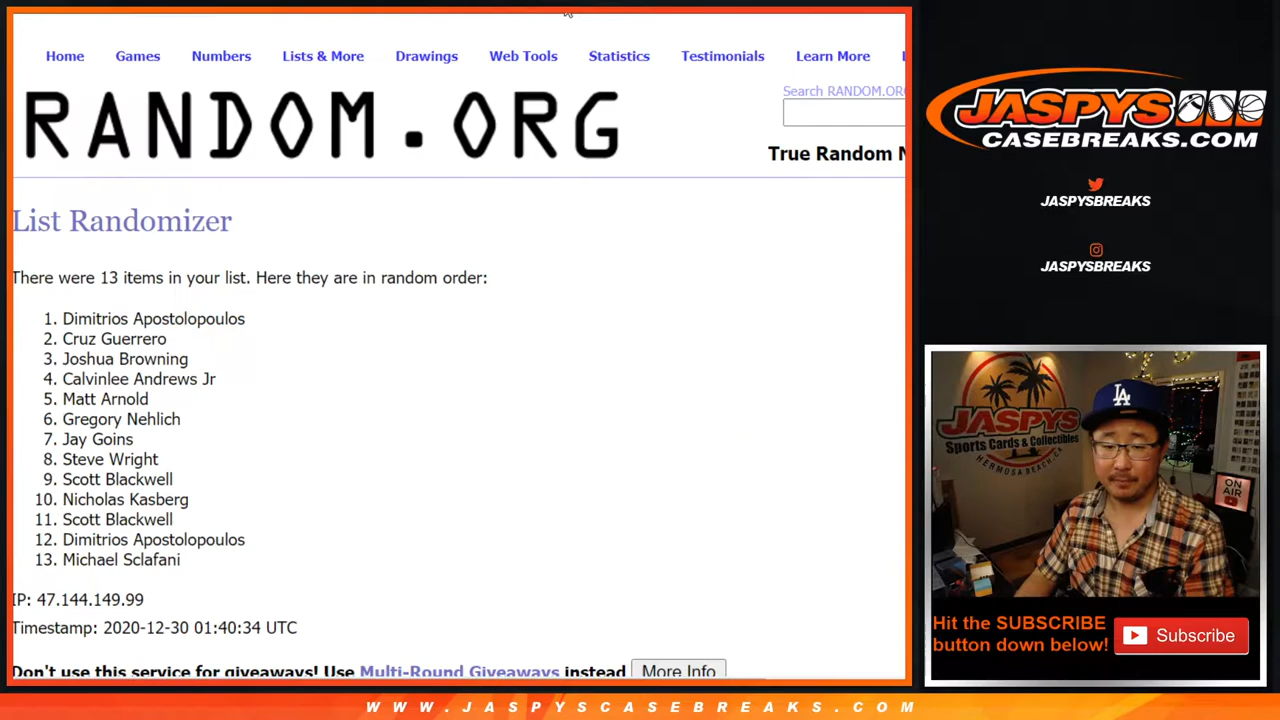 Home Games Numbers Lists & More Drawings Web Tools Statistics Testimonials Learn More
RANDOM.ORG
Search RANDOM.ORG
True Random N
List Randomizer
There were 13 items in your list. Here they are in random order:
1. Dimitrios Apostolopoulos
2. Cruz Guerrero
3. Joshua Browning
4. Calvinlee Andrews Jr
5. Matt Arnold
6. Gregory Nehlich
7. Jay Goins
8. Steve Wright
9. Scott Blackwell
10. Nicholas Kasberg
11. Scott Blackwell
12. Dimitrios Apostolopoulos
13. Michael Sclafani
IP: 47.144.149.99
Timestamp: 2020-12-30 01:40:34 UTC
Don't use this service for giveaways! Use Multi-Round Giveaways instead More Info
JASPYS
CASEBREAKS.COM
JASPYSBREAKS
JASPYSBREAKS
JASPYS
Sports Cards & Collectibles
HERMOSA BEACH, CA
LA
ON
AIR
Hit the SUBSCRIBE
button down below!
Subscribe
WWW.JASPYSCASEBREAKS.COM